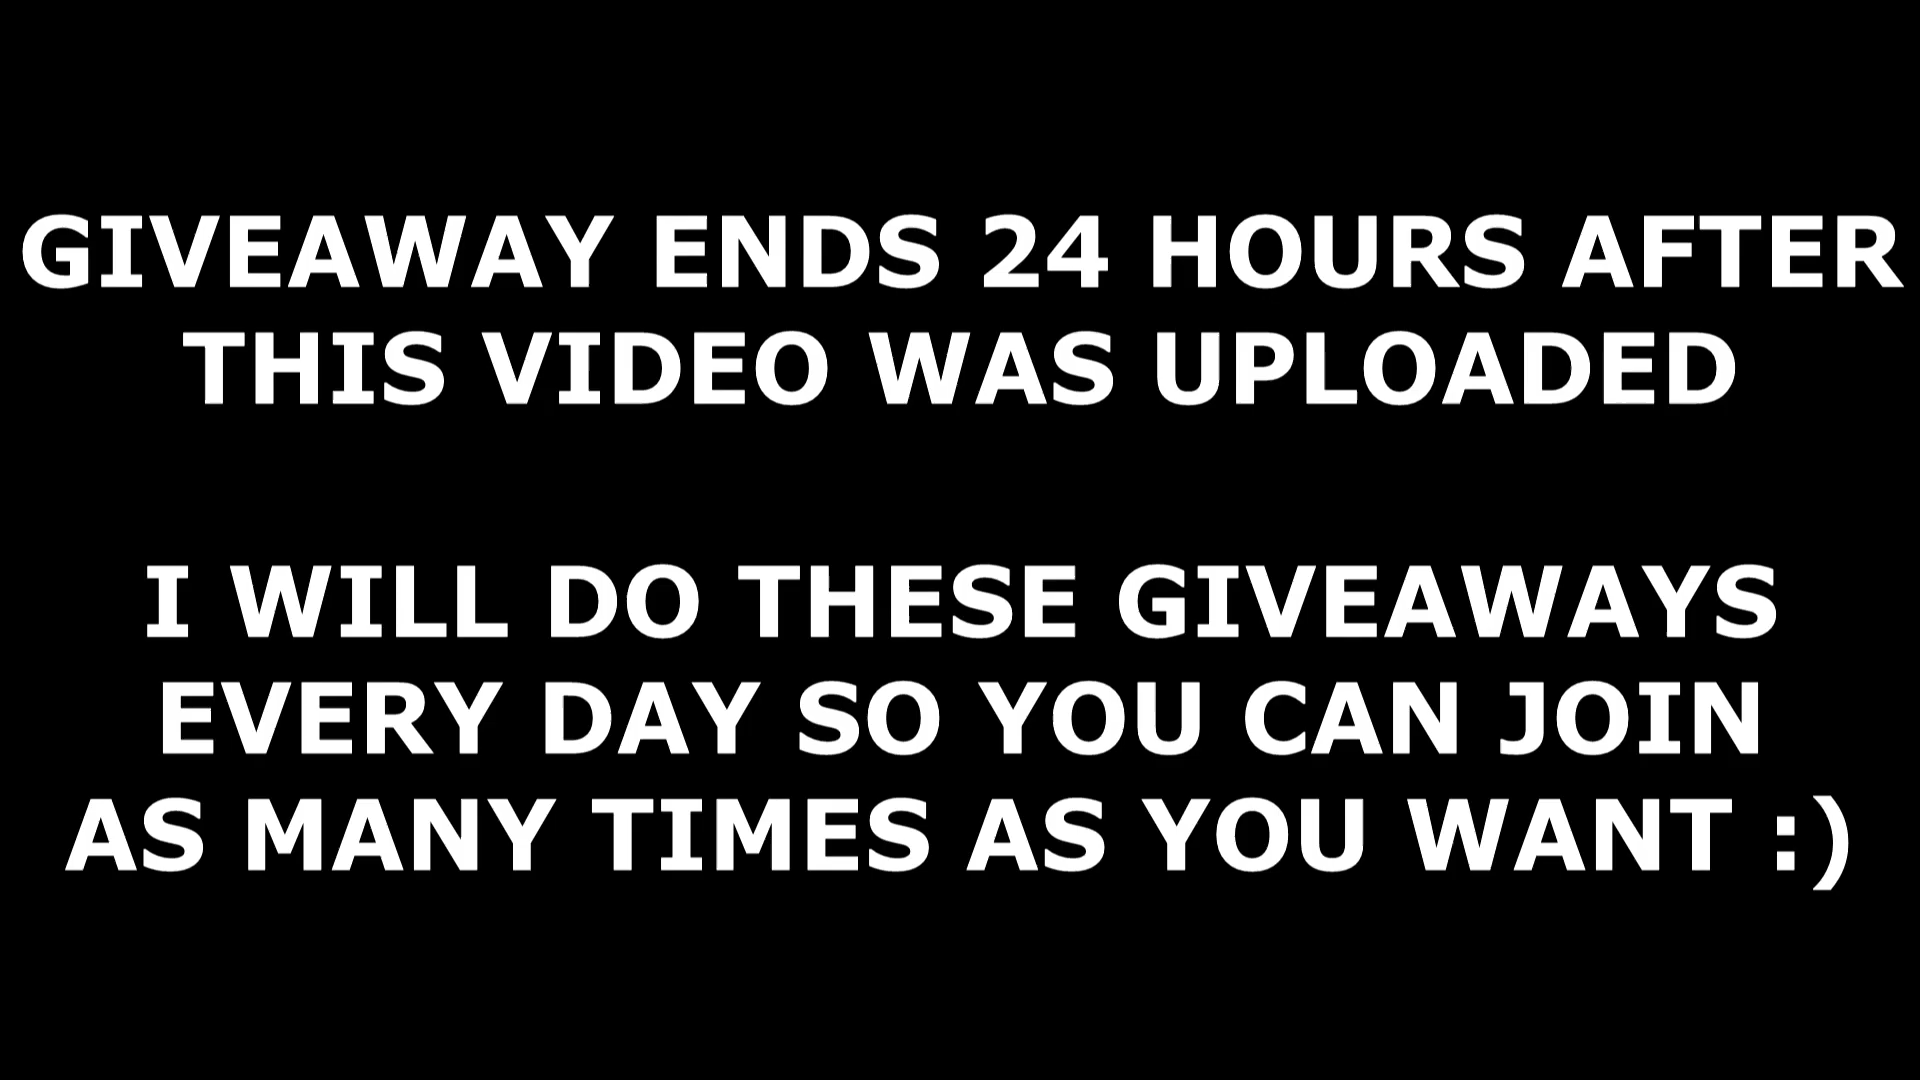 GIVEAWAY ENDS 24 HOURS AFTER
THIS VIDEO WAS UPLOADED
I WILL DO THESE GIVEAWAYS
EVERY DAY SO YOU CAN JOIN
AS MANY TIMES AS YOU WANT :)